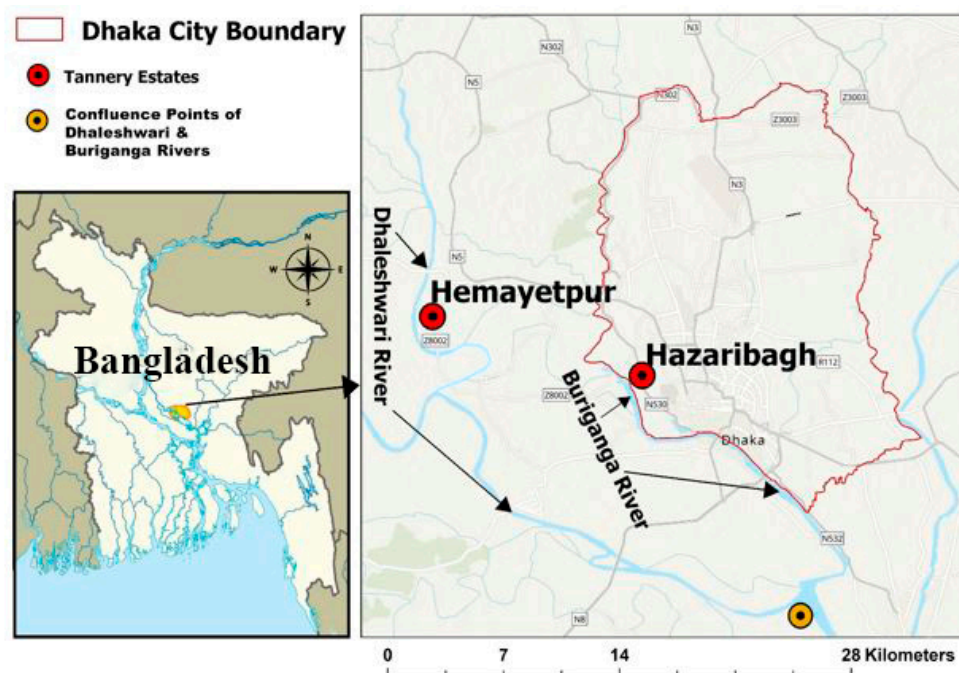 Dhaka City Boundary
Tannery Estates
Confluence Points of
Dhaleshwari &
Buriganga Rivers
N
W E
S
Bangladesh
N3
N302
N5
N302
Z3003
Z3003
N3
N5
Dhaleshwari River
Hemayetpur
Z8002
Hazaribagh
R112
Z8002
N530
Buriganga River
Dhaka
N532
N8
0 7 14 28 Kilometers